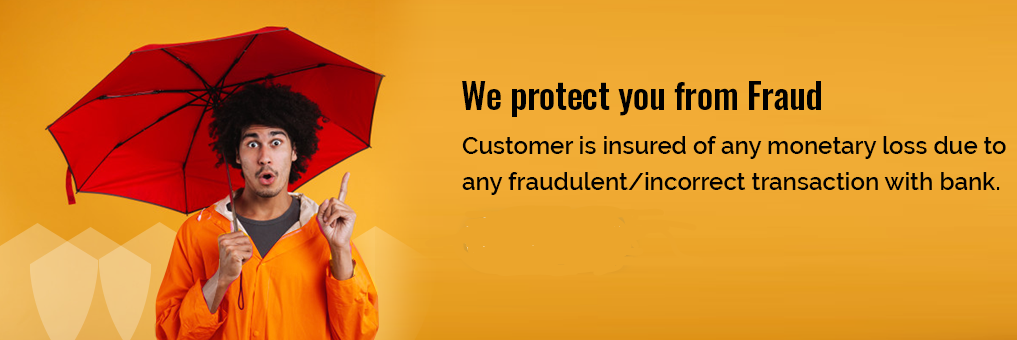 We protect you from Fraud
Customer is insured of any monetary loss due to
any fraudulent/incorrect transaction with bank.